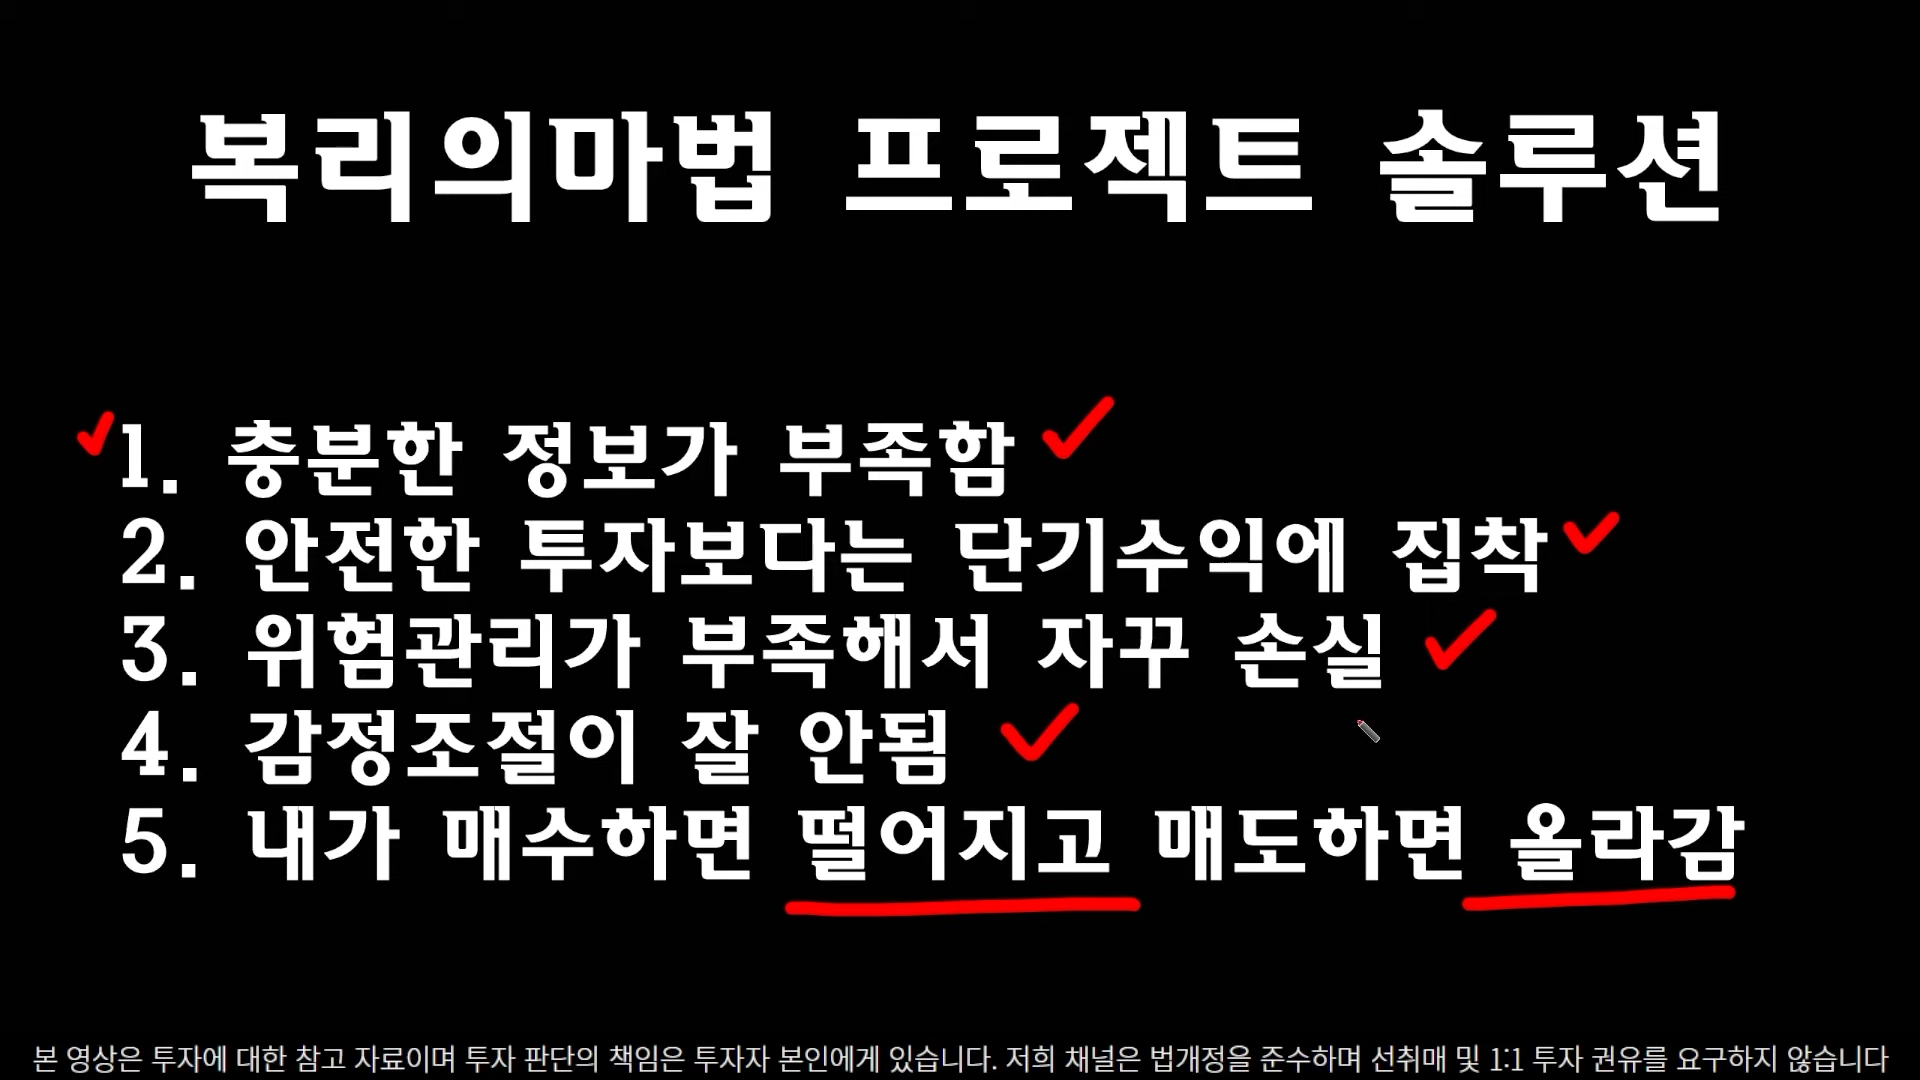 복리의마법 프로젝트 솔루션
1. 충분한 정보가 부족함
2. 안전한 투자보다는 단기수익에 집착
3. 위험관리가 부족해서 자꾸 손실
4. 감정조절이 잘 안됨
5. 내가 매수하면 떨어지고 매도하면 올라감
본 영상은 투자에 대한 참고 자료이며 투자 판단의 책임은 투자자 본인에게 있습니다. 저희 채널은 법개정을 준수하며 선취매 및 1:1 투자 권유를 요구하지 않습니다